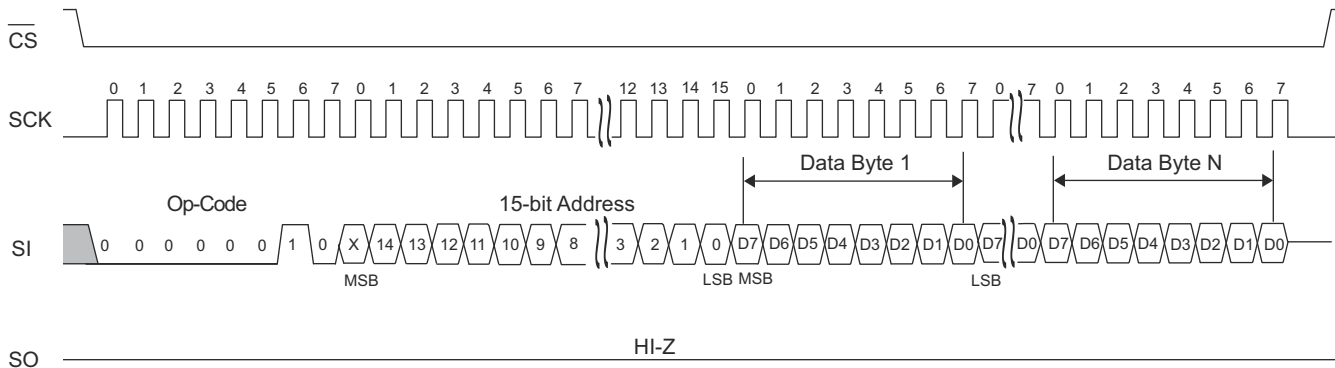 CS
0 1 2 3 4 5 6 7 0 1 2 3 4 5 6 7 12 13 14 15 0 1 2 3 4 5 6 7 0 7 0 1 2 3 4 5 6 7
SCK
Data Byte 1 Data Byte N
Op-Code 15-bit Address
SI 0 0 0 0 0 0 1 0 X 14 13 12 11 10 9 8 3 2 1 0 D7 D6 D5 D4 D3 D2 D1 D0 D7 D0 D7 D6 D5 D4 D3 D2 D1 D0
MSB LSB MSB LSB
HI-Z
SO